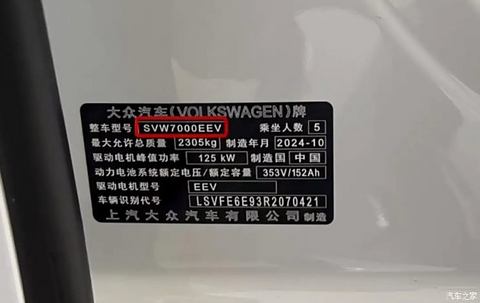 大众汽车(VOLKSWAGEN)牌
整车型号 SVW7000EEV 乘坐人数 5
最大允许总质量 2305kg 制造年月 2024-10
驱动电机峰值功率 125 kW 制造国 中国
动力电池系统额定电压/额定容量 353V/152Ah
驱动电机型号 EEV
车辆识别代号 LSVFE6E93R2070421
上汽大众汽车有限公司 制造
汽车之家